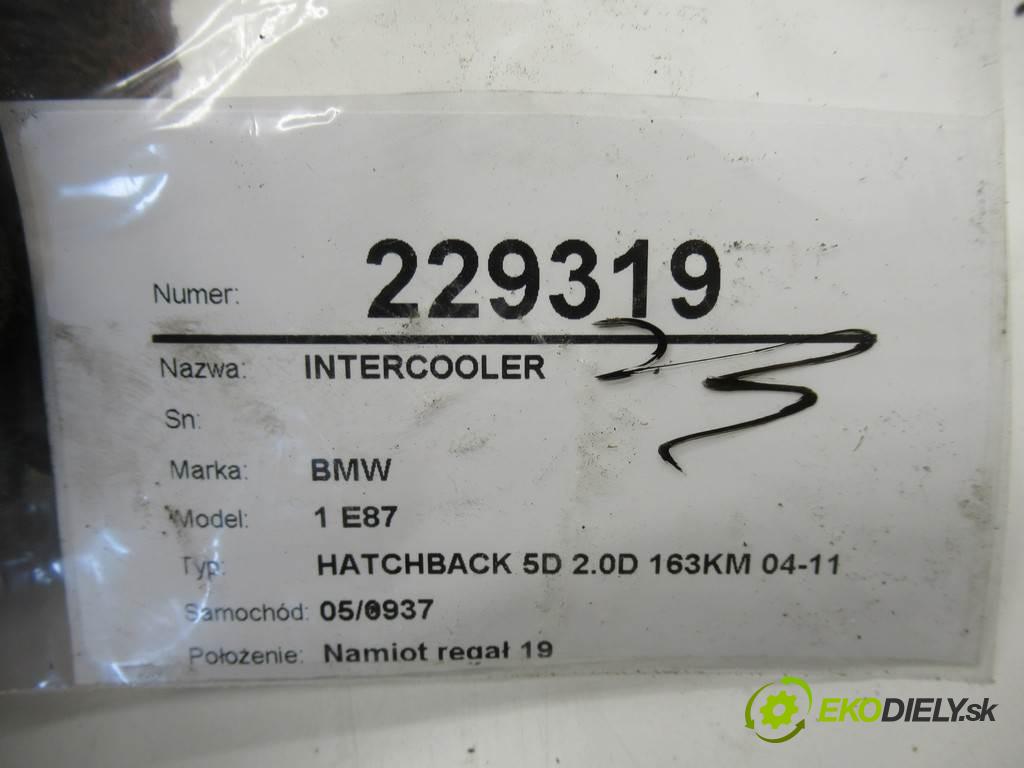 Numer: 229319
Nazwa: INTERCOOLER
Sn:
Marka: BMW
Model: 1 E87
Typ: HATCHBACK 5D 2.0D 163KM 04-11
Samochód: 05/0937
Położenie: Namiot regał 19
EKODIELY.sk